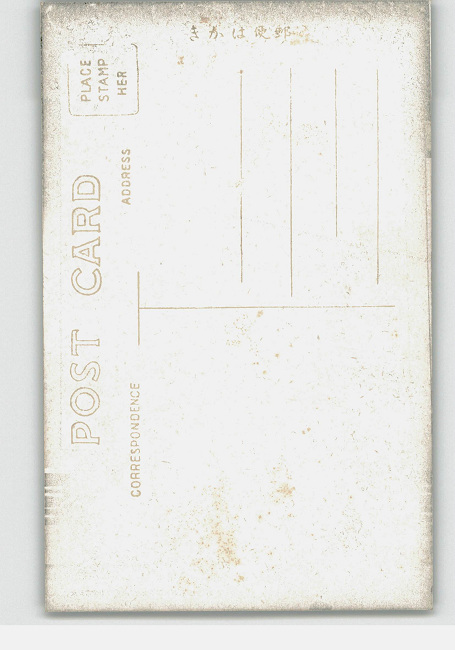 きかは便郵
PLACE
STAMP
HER
ADDRESS
POST CARD
CORRESPONDENCE